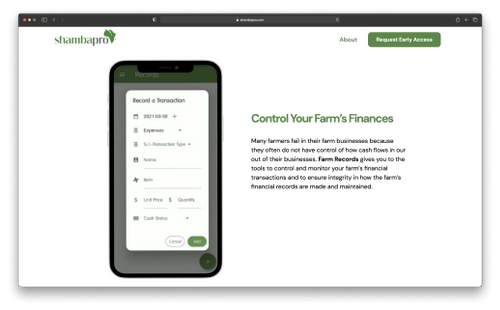 shambapro.com
shambapro
About
Request Early Access
Records
Record a Transaction
2021-03-30
Expenses
Sub-Transaction Type
Name
Item
$ Unit Price $ Quantity
Cash Status
Cancel
Add
Control Your Farm's Finances
Many farmers fail in their farm businesses because
they often do not have control of how cash flows in our
out of their businesses. Farm Records gives you to the
tools to control and monitor your farm's financial
transactions and to ensure integrity in how the farm's
financial records are made and maintained.